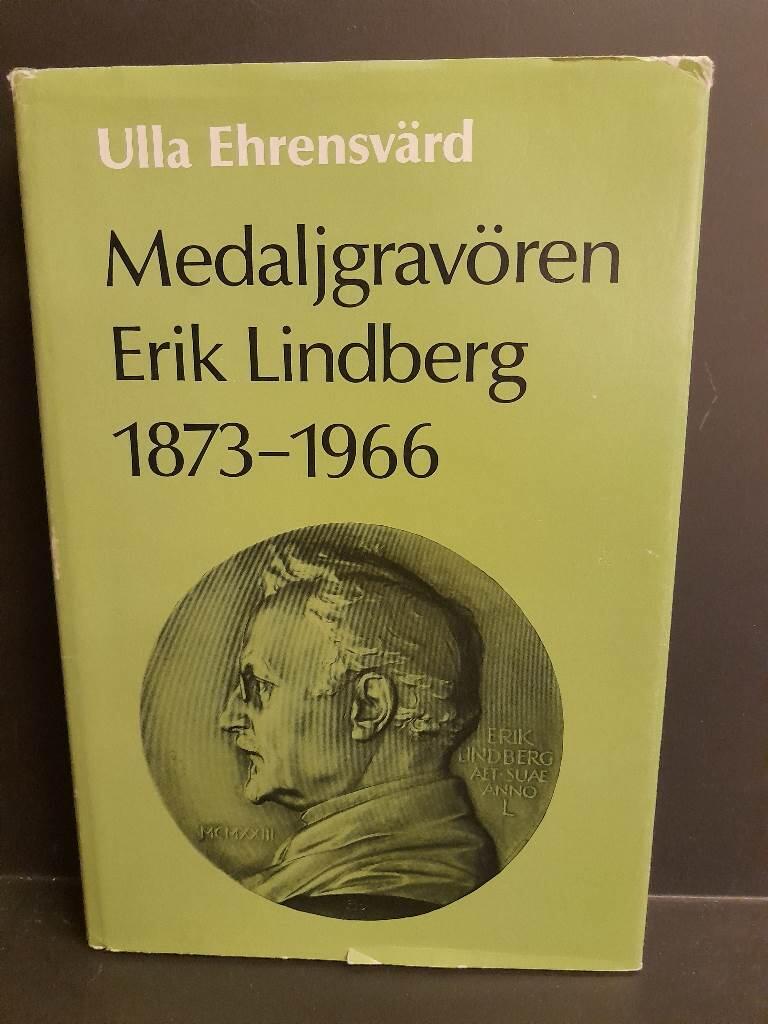 Ulla Ehrensvärd
Medaljgravören
Erik Lindberg
1873–1966
ERIK
LINDBERG
AET·SUAE
ANNO
L
MCMXXIII